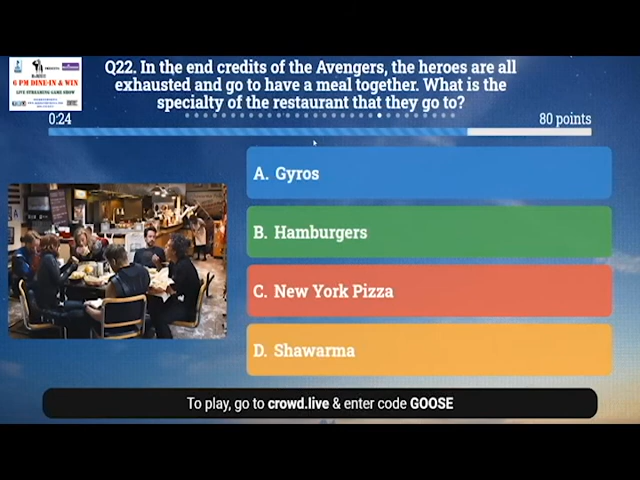 6 PM DINE-IN & WIN
LIVE STREAMING GAME SHOW
Q22. In the end credits of the Avengers, the heroes are all
exhausted and go to have a meal together. What is the
specialty of the restaurant that they go to?
0:24
80 points
A. Gyros
B. Hamburgers
C. New York Pizza
D. Shawarma
To play, go to crowd.live & enter code GOOSE